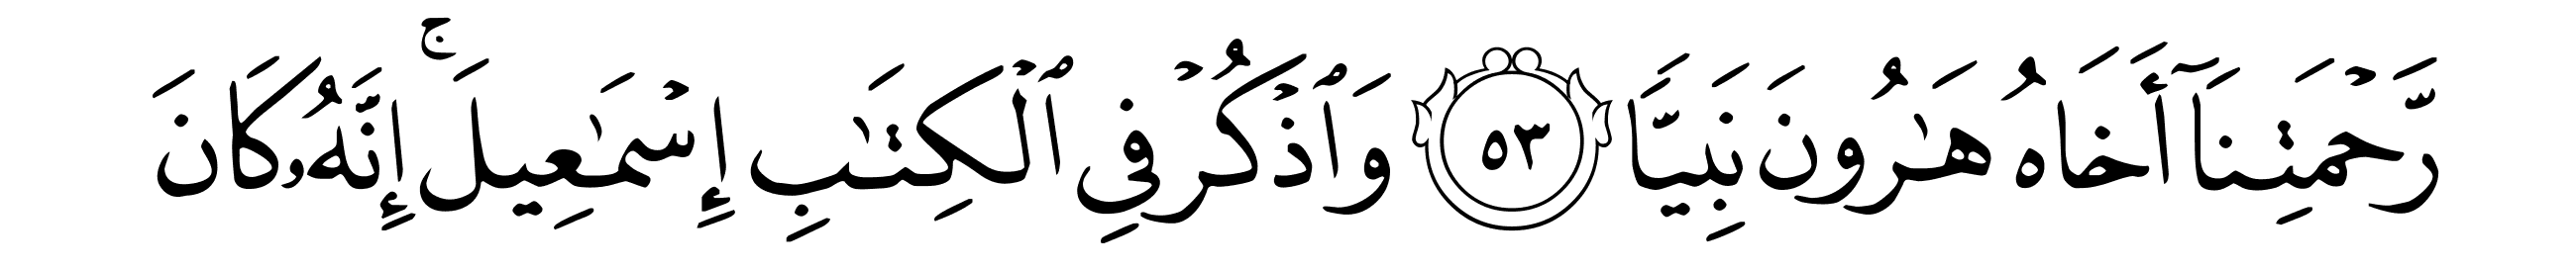 رَّحْمَتِنَآ أَخَاهُ هَٰرُونَ نَبِيًّا ٥٣ وَٱذْكُرْ فِى ٱلْكِتَٰبِ إِسْمَٰعِيلَ ۚ إِنَّهُۥ كَانَ